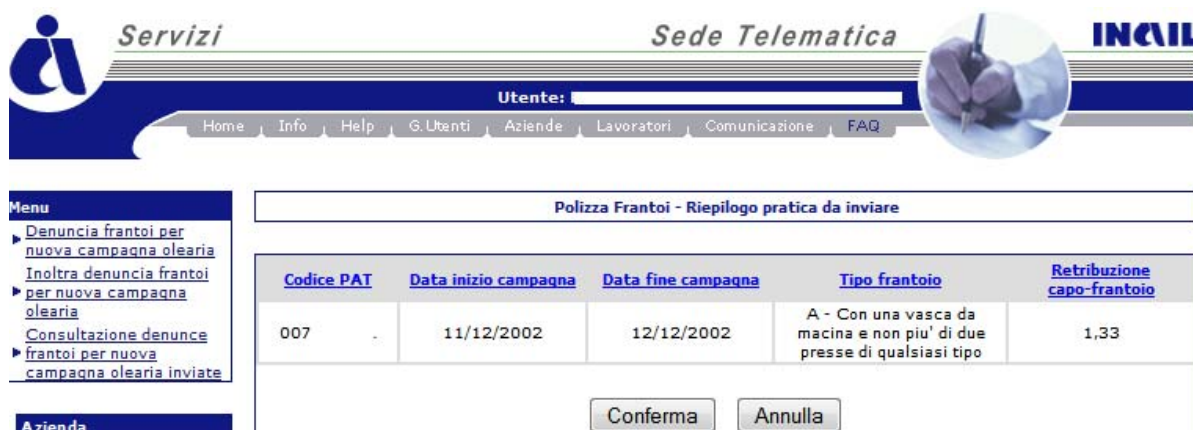 Servizi
Sede Telematica
INAIL
Utente:
Home Info Help G.Utenti Aziende Lavoratori Comunicazione FAQ
Menu
Denuncia frantoi per
nuova campagna olearia
Inoltra denuncia frantoi
per nuova campagna
olearia
Consultazione denunce
frantoi per nuova
campagna olearia inviate
Azienda
Polizza Frantoi - Riepilogo pratica da inviare
Codice PAT Data inizio campagna Data fine campagna Tipo frantoio Retribuzione
capo-frantoio
007 . 11/12/2002 12/12/2002 A - Con una vasca da
macina e non piu' di due
presse di qualsiasi tipo 1,33
Conferma Annulla